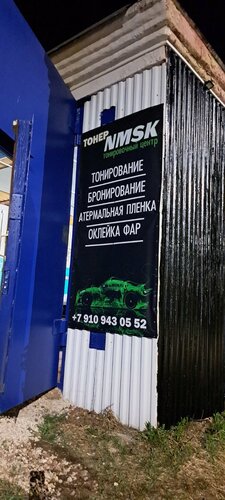 ТОНЕР NMSK
тонировочный центр
ТОНИРОВАНИЕ
БРОНИРОВАНИЕ
АТЕРМАЛЬНАЯ ПЛЕНКА
ОКЛЕЙКА ФАР
+7 910 943 05 52